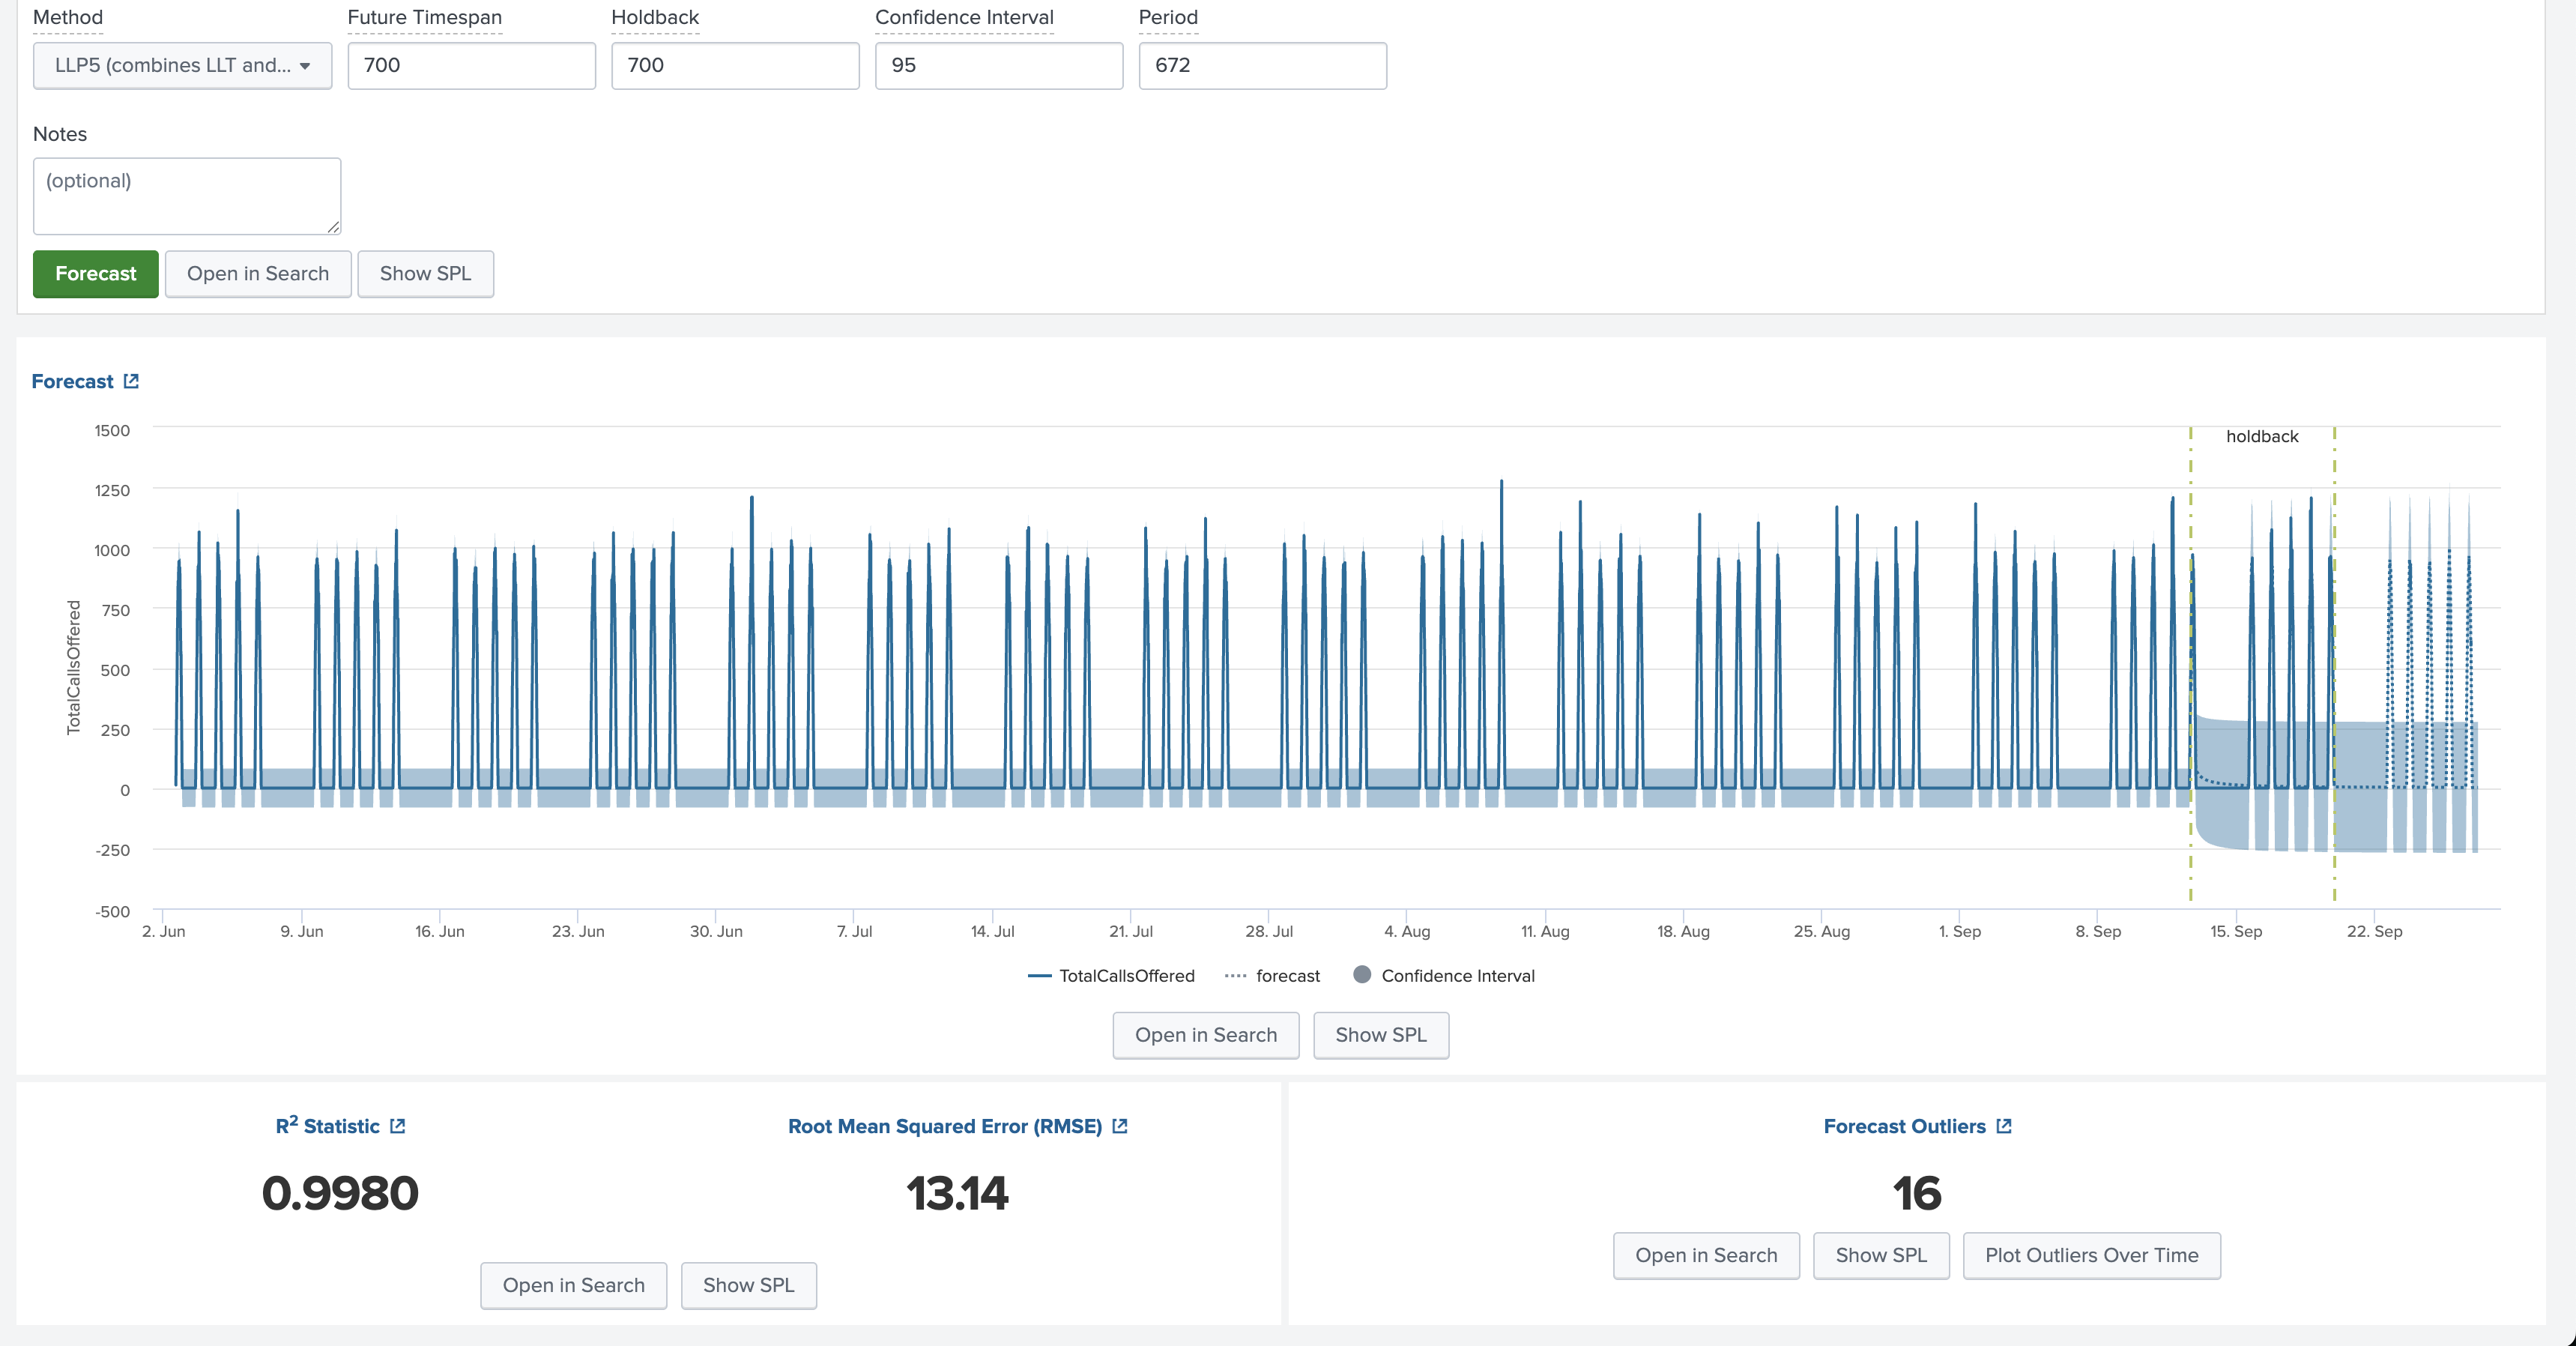 Method Future Timespan Holdback Confidence Interval Period
LLP5 (combines LLT and... 700 700 95 672
Notes
(optional)
Forecast Open in Search Show SPL
Forecast
1500
holdback
1250
1000
750
500
250
0
-250
-500
TotalCallsOffered
2. Jun 9. Jun 16. Jun 23. Jun 30. Jun 7. Jul 14. Jul 21. Jul 28. Jul 4. Aug 11. Aug 18. Aug 25. Aug 1. Sep 8. Sep 15. Sep 22. Sep
TotalCallsOffered forecast Confidence Interval
Open in Search Show SPL
R² Statistic Root Mean Squared Error (RMSE) Forecast Outliers
0.9980 13.14 16
Open in Search Show SPL Plot Outliers Over Time
Open in Search Show SPL